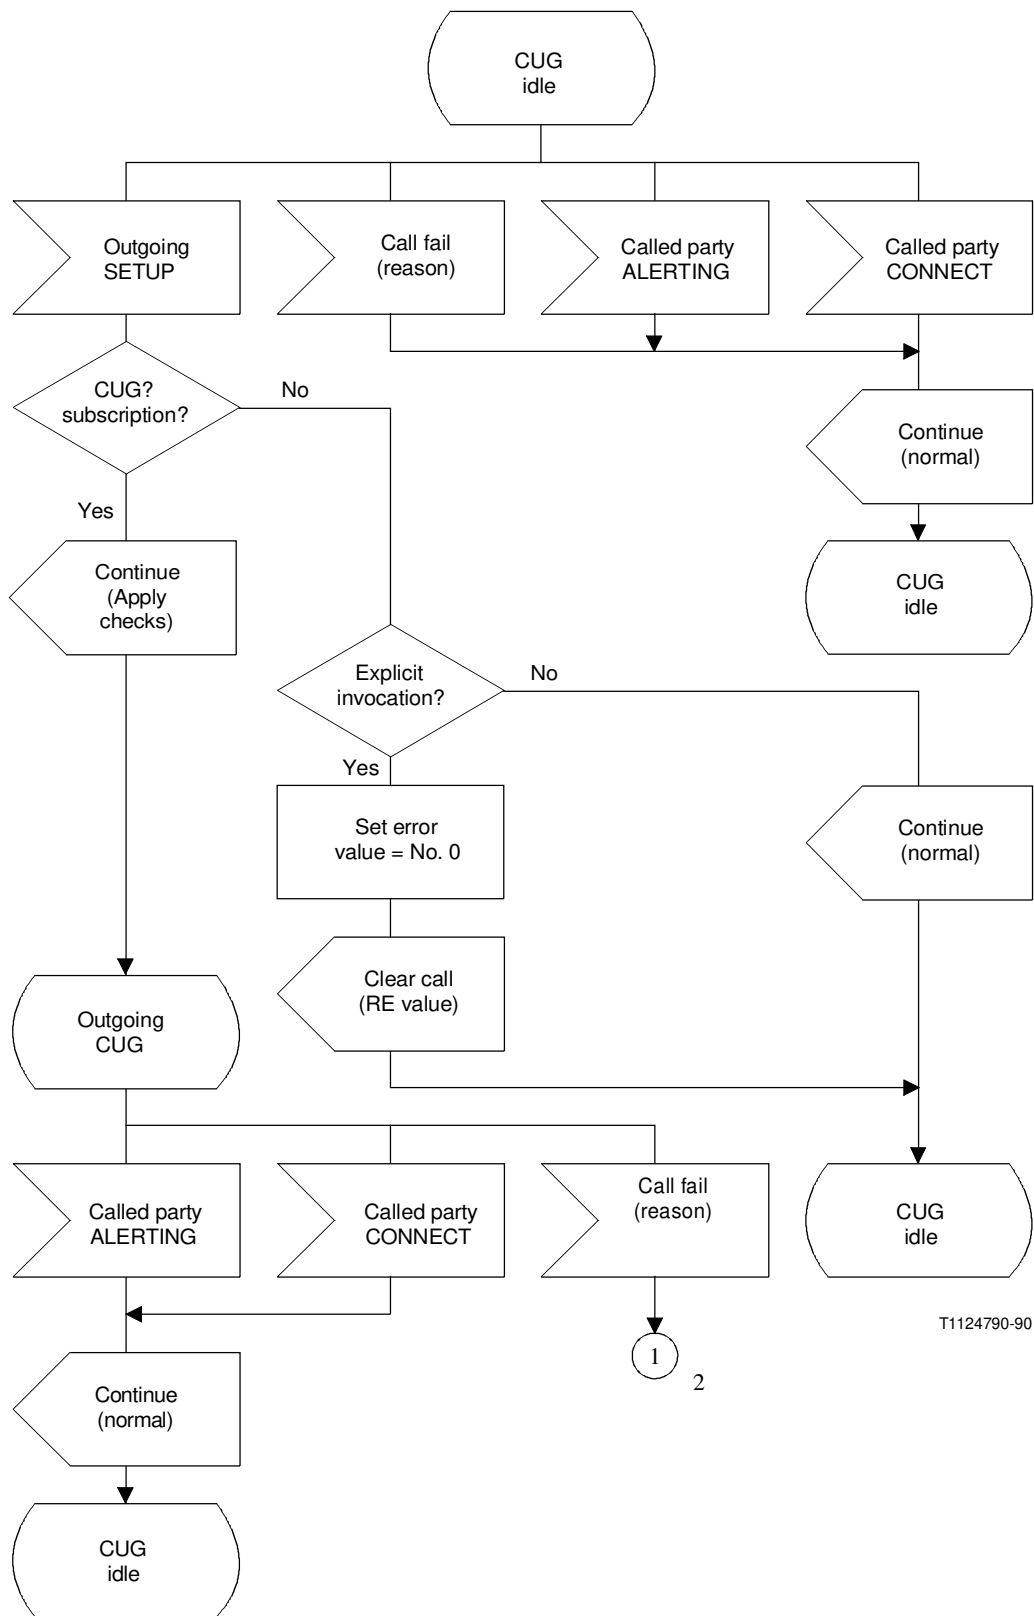 CUG
idle
Outgoing
SETUP
Call fail
(reason)
Called party
ALERTING
Called party
CONNECT
CUG?
subscription?
No
Yes
Continue
(normal)
Continue
(Apply
checks)
CUG
idle
Explicit
invocation?
No
Yes
Set error
value = No. 0
Continue
(normal)
Clear call
(RE value)
Outgoing
CUG
Called party
ALERTING
Called party
CONNECT
Call fail
(reason)
CUG
idle
T1124790-90
1
2
Continue
(normal)
CUG
idle